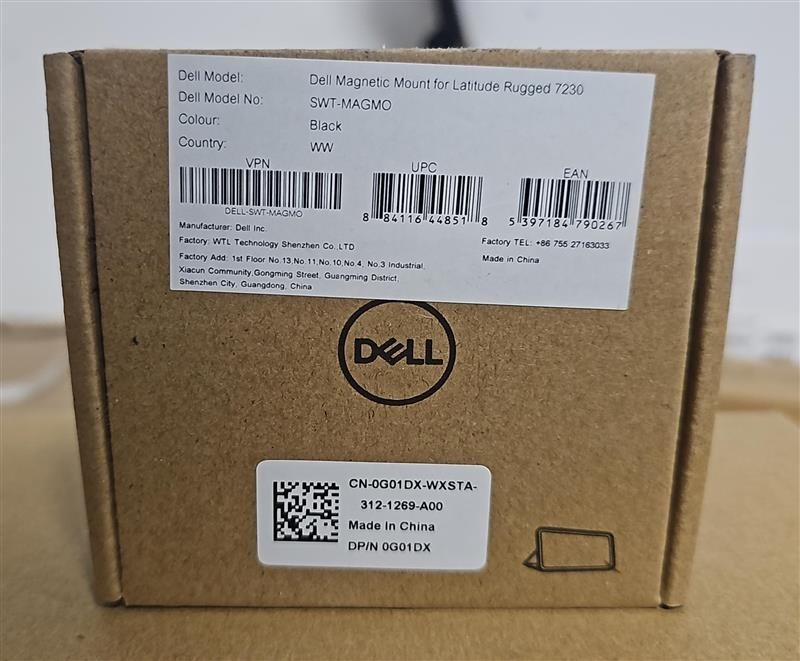 Dell Model: Dell Magnetic Mount for Latitude Rugged 7230
Dell Model No: SWT-MAGMO
Colour: Black
Country: WW
VPN UPC EAN
DELL-SWT-MAGMO 8 84116 44851 8 5 397184 790267
Manufacturer: Dell Inc.
Factory: WTL Technology Shenzhen Co.,LTD Factory TEL: +86 755 27163033
Factory Add: 1st Floor No.13,No.11,No.10,No.4, No.3 Industrial, Made in China
Xiacun Community,Gongming Street, Guangming District,
Shenzhen City, Guangdong, China
DELL
CN-0G01DX-WXSTA-
312-1269-A00
Made In China
DP/N 0G01DX